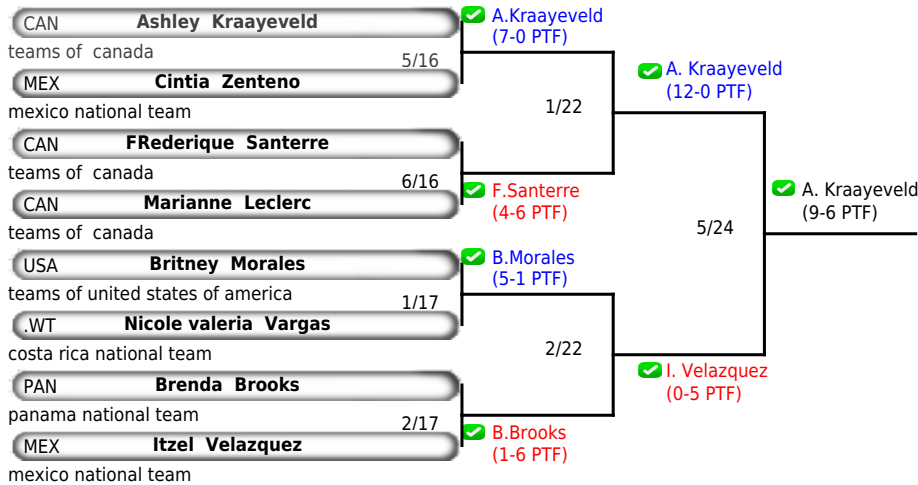 CAN Ashley Kraayeveld
teams of canada
5/16
MEX Cintia Zenteno
mexico national team
CAN FRederique Santerre
teams of canada
6/16
CAN Marianne Leclerc
teams of canada
USA Britney Morales
teams of united states of america
1/17
.WT Nicole valeria Vargas
costa rica national team
PAN Brenda Brooks
panama national team
2/17
MEX Itzel Velazquez
mexico national team
A.Kraayeveld
(7-0 PTF)
1/22
F.Santerre
(4-6 PTF)
B.Morales
(5-1 PTF)
2/22
B.Brooks
(1-6 PTF)
A. Kraayeveld
(12-0 PTF)
5/24
I. Velazquez
(0-5 PTF)
A. Kraayeveld
(9-6 PTF)